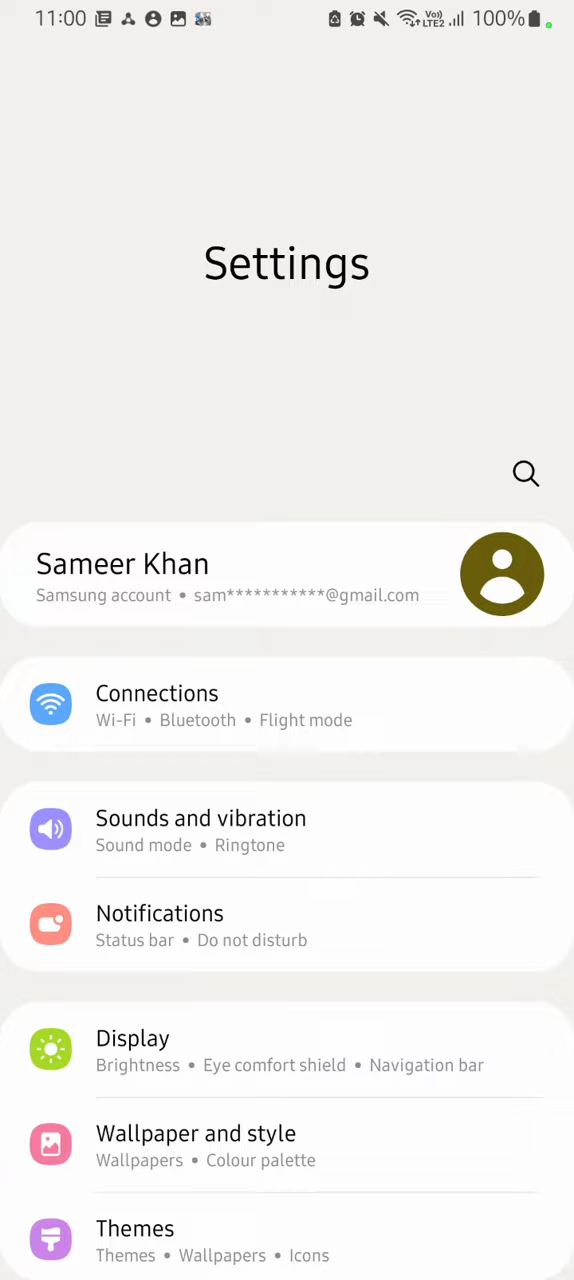 11:00 Vo) LTE2 100%
Settings
Sameer Khan
Samsung account • sam***********@gmail.com
Connections
Wi-Fi • Bluetooth • Flight mode
Sounds and vibration
Sound mode • Ringtone
Notifications
Status bar • Do not disturb
Display
Brightness • Eye comfort shield • Navigation bar
Wallpaper and style
Wallpapers • Colour palette
Themes
Themes • Wallpapers • Icons